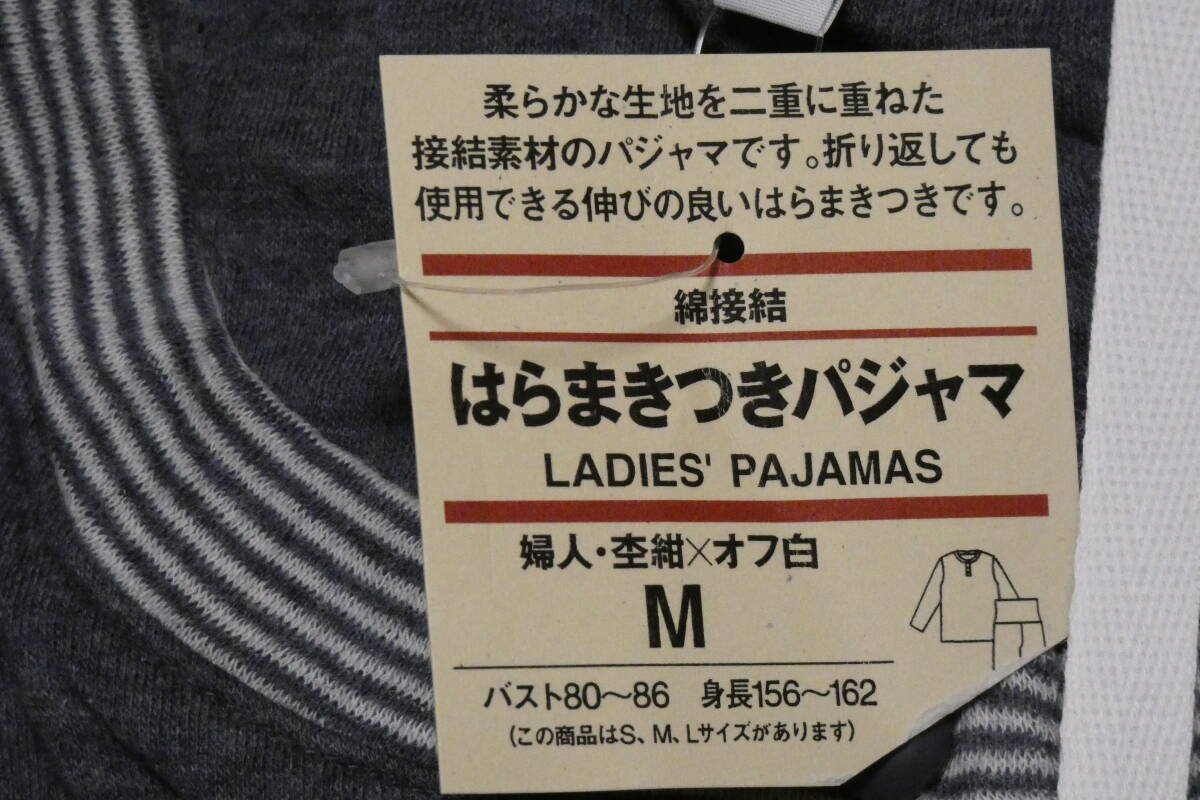 柔らかな生地を二重に重ねた
接結素材のパジャマです。折り返しても
使用できる伸びの良いはらまきつきです。
綿接結
はらまきつきパジャマ
LADIES' PAJAMAS
婦人・杢紺×オフ白
M
バスト80〜86 身長156〜162
(この商品はS、M、Lサイズがあります)